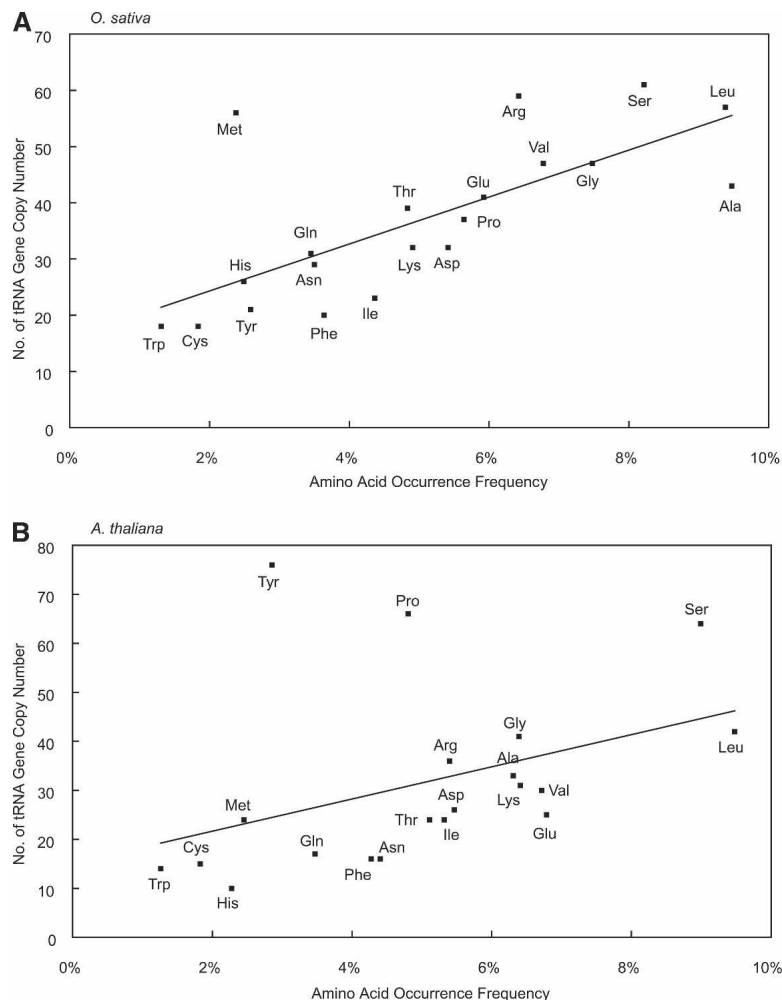 A
O. sativa
70
60
50
40
30
20
10
0
No. of tRNA Gene Copy Number
Met
Arg
Ser
Leu
Val
Gly
Ala
Thr
Glu
Pro
Gln
Lys
Asp
His
Asn
Tyr
Ile
Phe
Trp
Cys
0% 2% 4% 6% 8% 10%
Amino Acid Occurrence Frequency
B
A. thaliana
80
70
60
50
40
30
20
10
0
No. of tRNA Gene Copy Number
Tyr
Pro
Ser
Gly
Leu
Arg
Ala
Asp
Lys
Val
Met
Thr
Ile
Glu
Cys
Gln
Asn
Phe
Trp
His
0% 2% 4% 6% 8% 10%
Amino Acid Occurrence Frequency